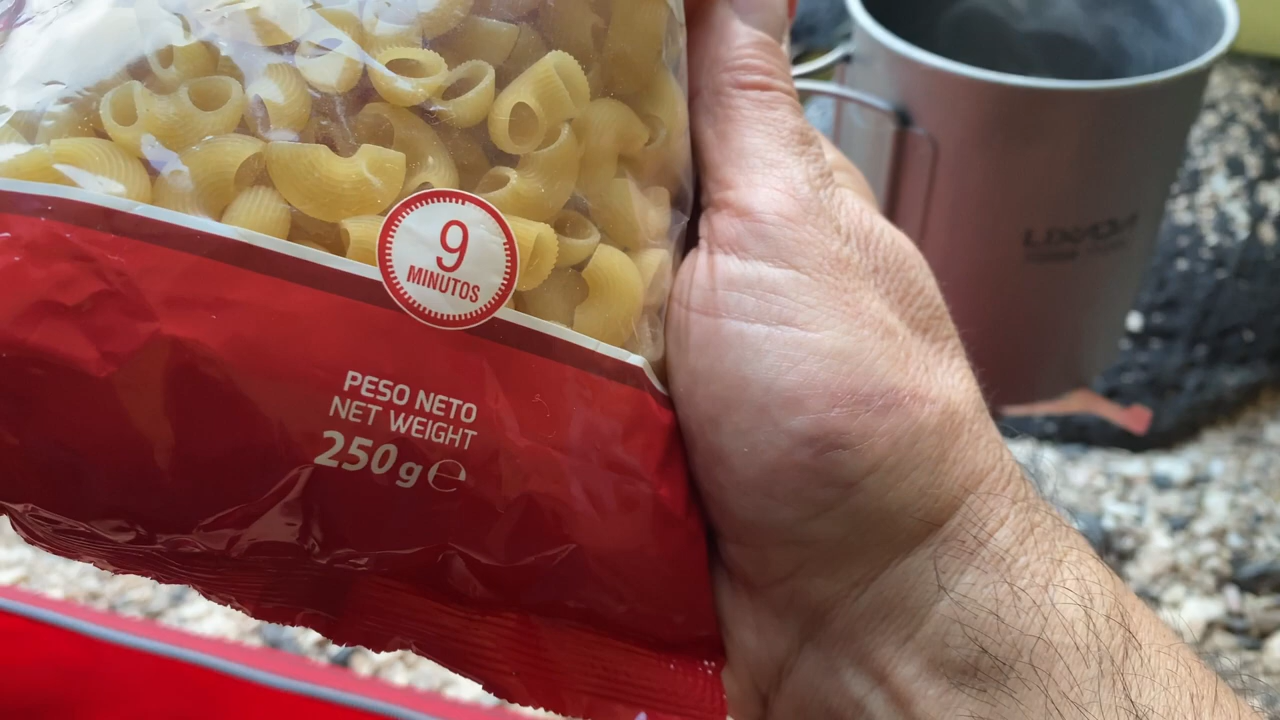 9
MINUTOS
PESO NETO
NET WEIGHT
250g℮